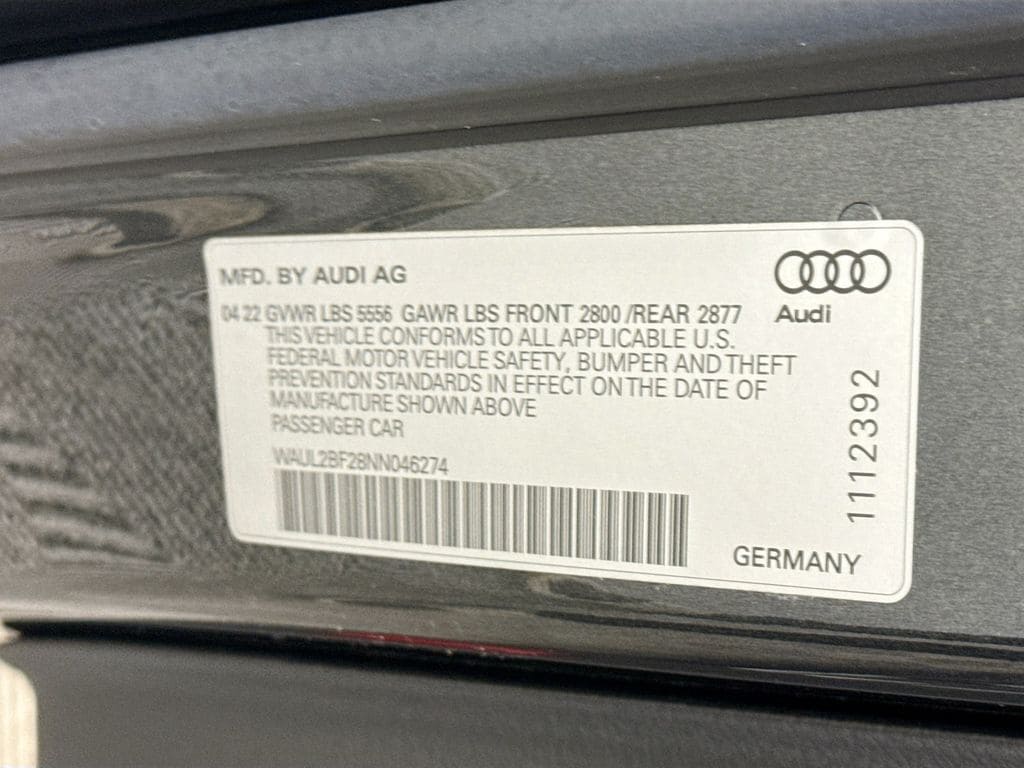 MFD. BY AUDI AG
Audi
04 22 GVWR LBS 5556 GAWR LBS FRONT 2800 /REAR 2877
THIS VEHICLE CONFORMS TO ALL APPLICABLE U.S.
FEDERAL MOTOR VEHICLE SAFETY, BUMPER AND THEFT
PREVENTION STANDARDS IN EFFECT ON THE DATE OF
MANUFACTURE SHOWN ABOVE
PASSENGER CAR
WAUL2BF28NN046274
1112392
GERMANY